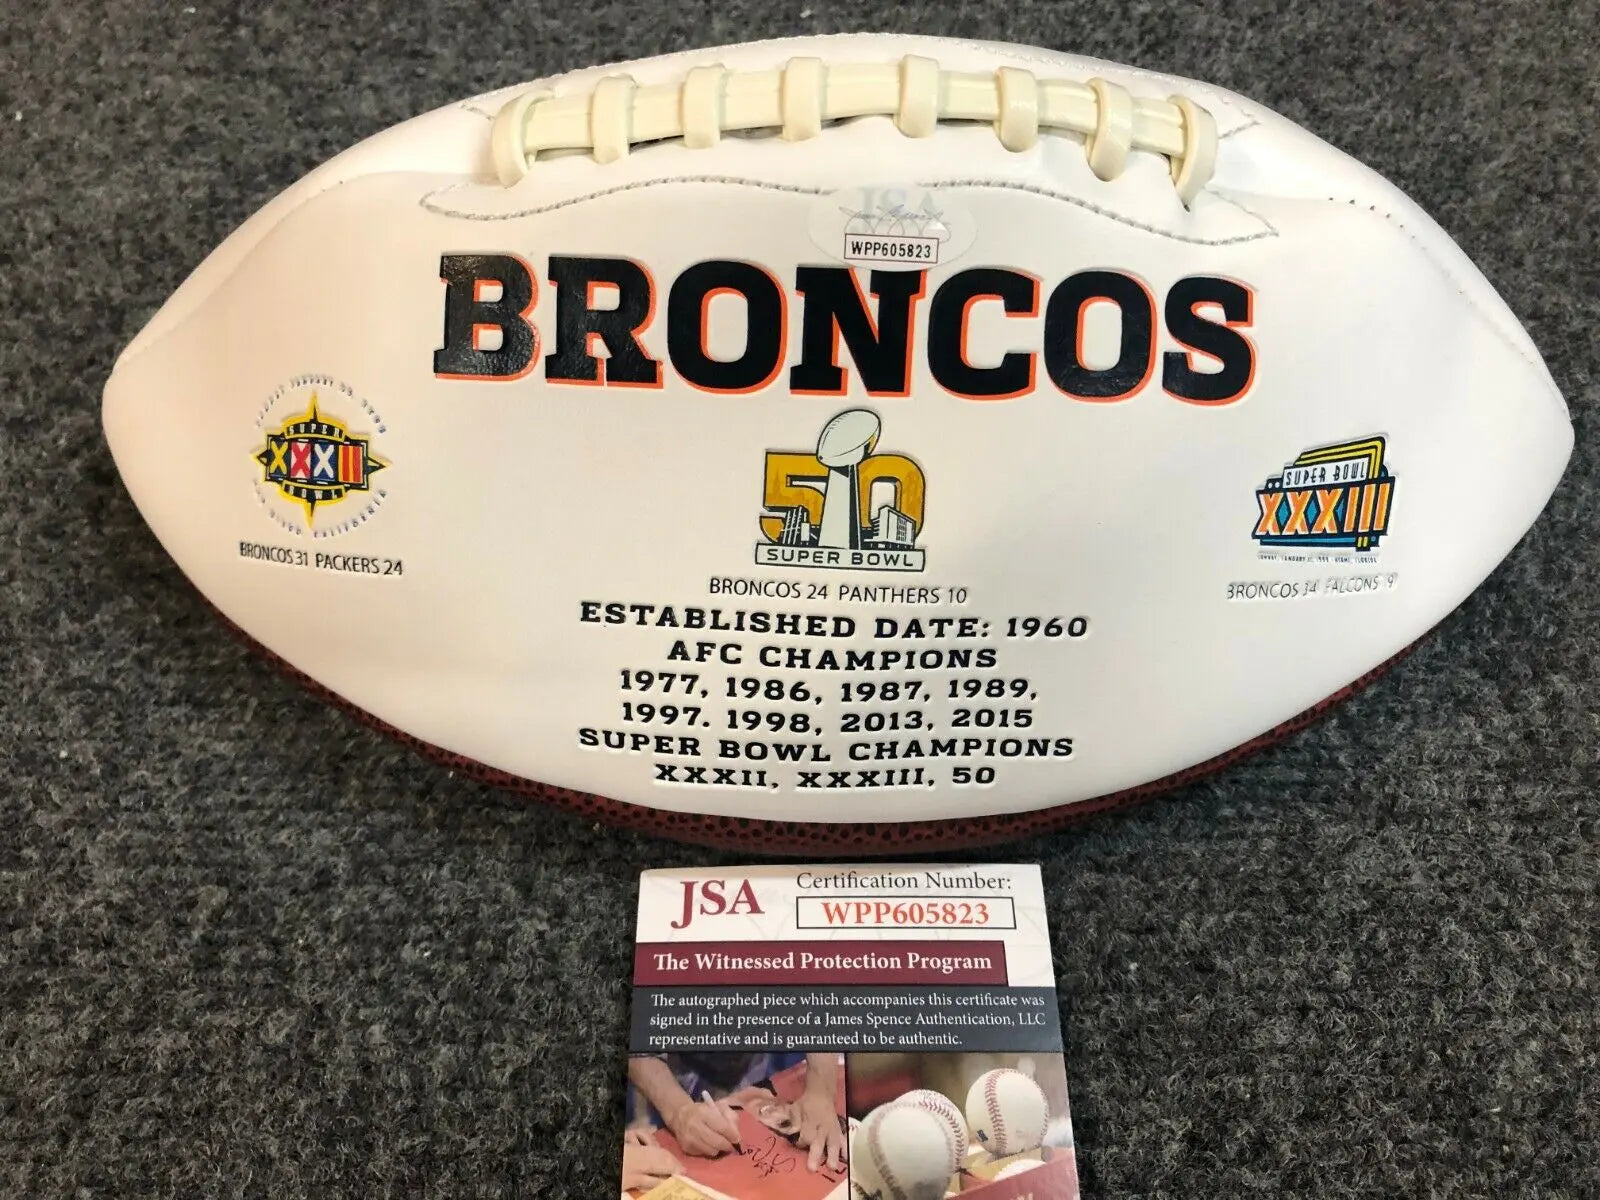 JSA
WPP605823
BRONCOS
SUPER
XXXII
BOWL
BRONCOS 31 PACKERS 24
50
SUPER BOWL
BRONCOS 24 PANTHERS 10
SUPER BOWL
XXXIII
BRONCOS 34 FALCONS 9
ESTABLISHED DATE: 1960
AFC CHAMPIONS
1977, 1986, 1987, 1989,
1997. 1998, 2013, 2015
SUPER BOWL CHAMPIONS
XXXII, XXXIII, 50
JSA
Certification Number:
WPP605823
The Witnessed Protection Program
The autographed piece which accompanies this certificate was
signed in the presence of a James Spence Authentication, LLC
representative and is guaranteed to be authentic.